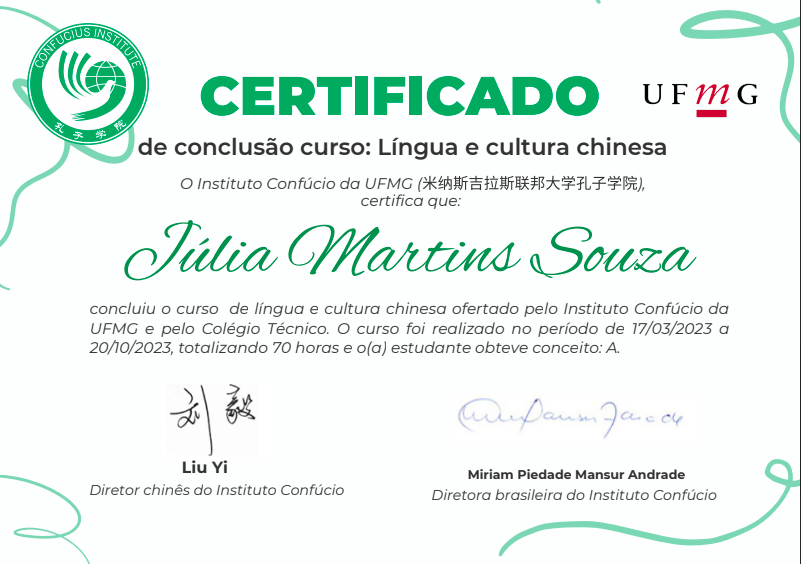 CONFUCIUS INSTITUTE
孔子学院
CERTIFICADO
UFmG
de conclusão curso: Língua e cultura chinesa
O Instituto Confúcio da UFMG (米纳斯吉拉斯联邦大学孔子学院),
certifica que:
Júlia Martins Souza
concluiu o curso de língua e cultura chinesa ofertado pelo Instituto Confúcio da
UFMG e pelo Colégio Técnico. O curso foi realizado no período de 17/03/2023 a
20/10/2023, totalizando 70 horas e o(a) estudante obteve conceito: A.
刘毅
Liu Yi
Diretor chinês do Instituto Confúcio
Miriam Piedade Mansur Andrade
Diretora brasileira do Instituto Confúcio